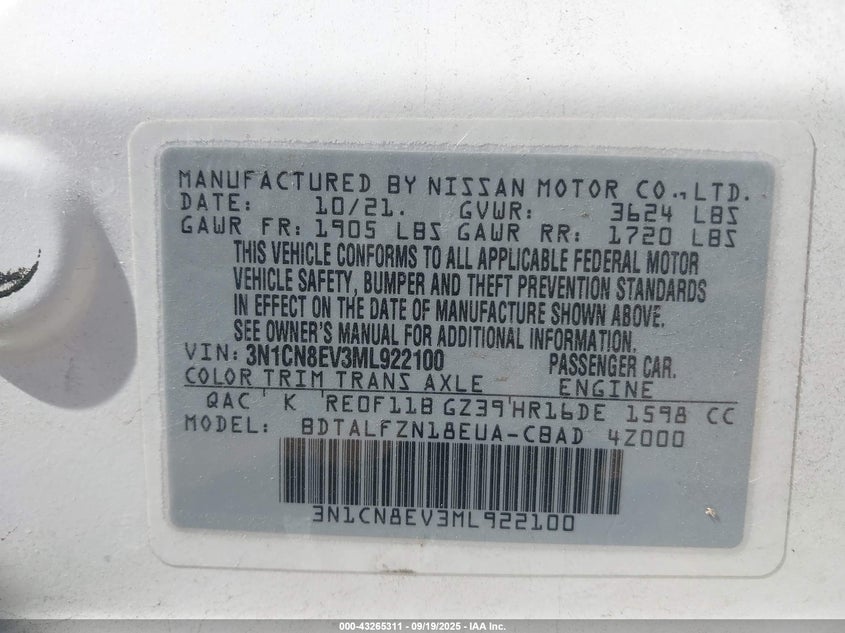 MANUFACTURED BY NISSAN MOTOR CO., LTD.
DATE: 10/21. GVWR: 3624 LBS
GAWR FR: 1905 LBS GAWR RR: 1720 LBS
THIS VEHICLE CONFORMS TO ALL APPLICABLE FEDERAL MOTOR
VEHICLE SAFETY, BUMPER AND THEFT PREVENTION STANDARDS
IN EFFECT ON THE DATE OF MANUFACTURE SHOWN ABOVE.
SEE OWNER'S MANUAL FOR ADDITIONAL INFORMATION.
VIN: 3N1CN8EV3ML922100 PASSENGER CAR.
COLOR TRIM TRANS AXLE ENGINE
QAC K RE0F11B GZ39 HR16DE 1598 CC
MODEL: BDTALFZN18EUA-CBAD 4Z000
3N1CN8EV3ML922100
000-43265311 - 09/19/2025 - IAA Inc.